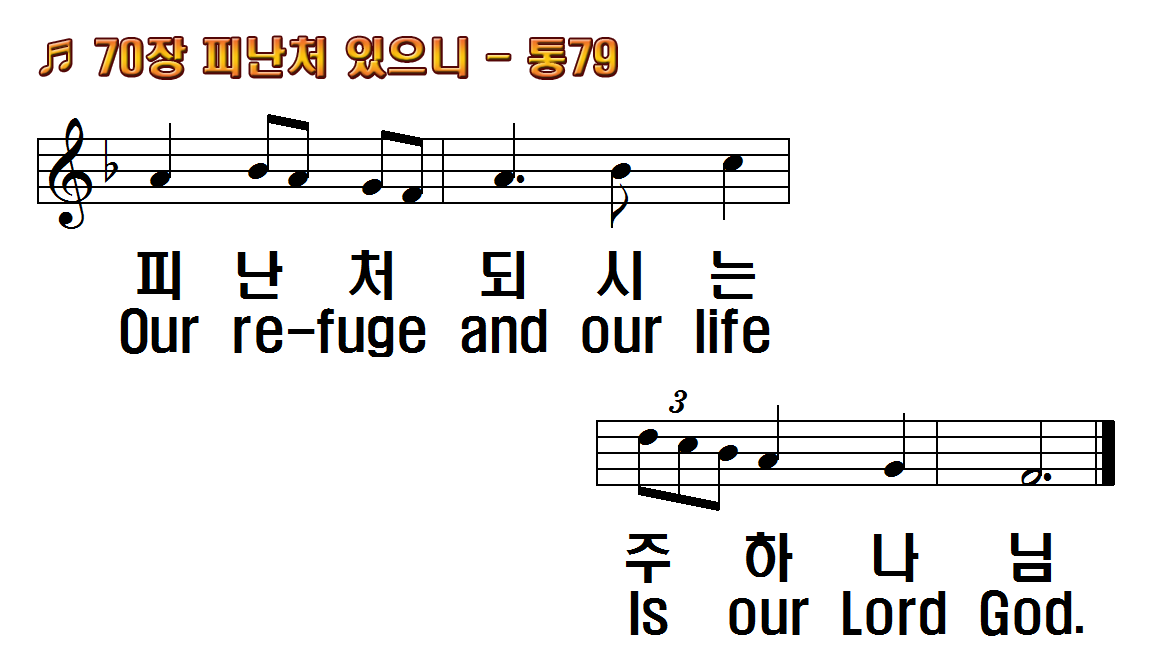 ♬ 70장 피난처 있으니 - 통79
피 난 처 되 시 는
Our re-fuge and our life
3
주 하 나 님
Is our Lord God.